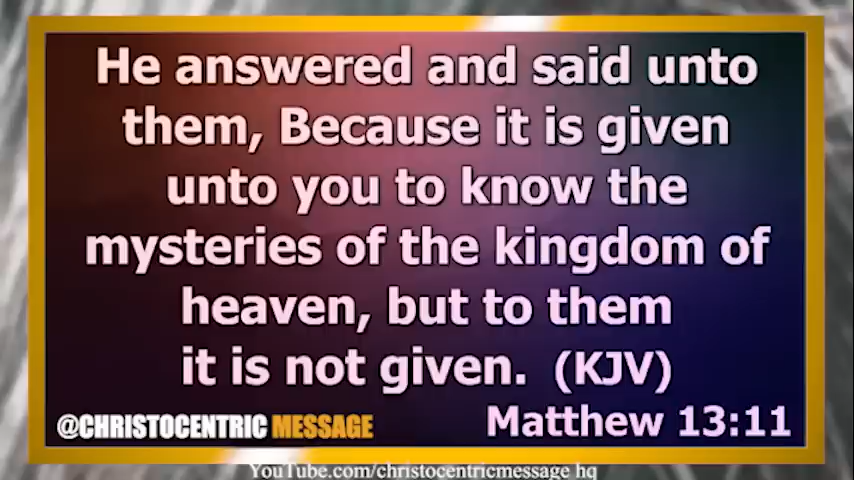 He answered and said unto
them, Because it is given
unto you to know the
mysteries of the kingdom of
heaven, but to them
it is not given. (KJV)
@CHRISTOCENTRIC MESSAGE
Matthew 13:11
YouTube.com/christocentricmessage hq